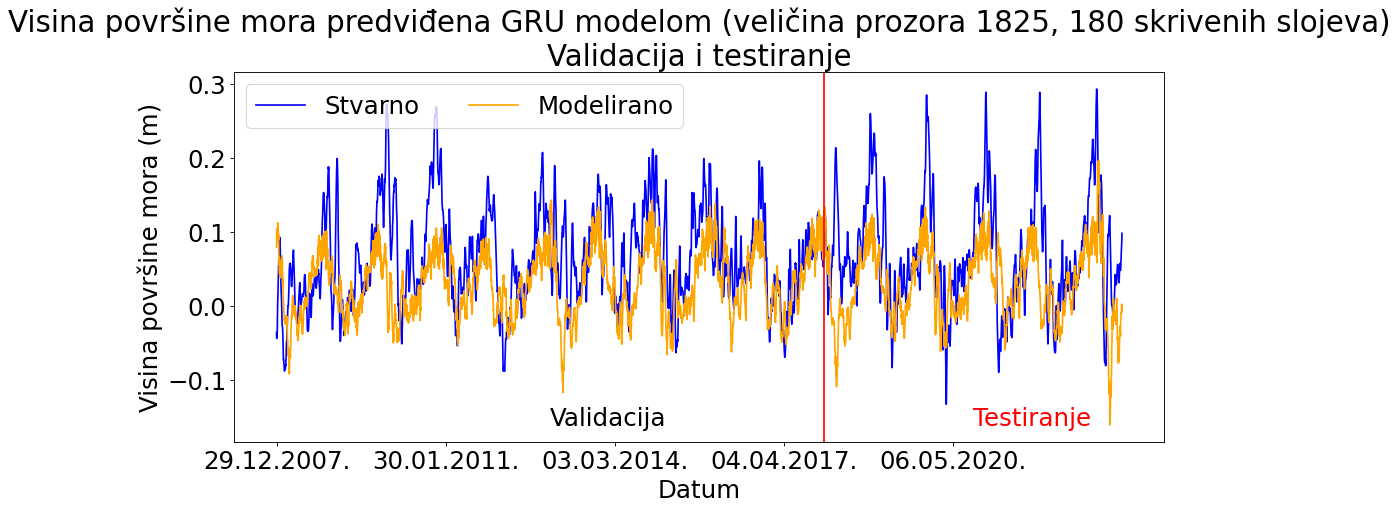 Visina površine mora predviđena GRU modelom (veličina prozora 1825, 180 skrivenih slojeva)
Validacija i testiranje
Stvarno
Modelirano
Visina površine mora (m)
0.3
0.2
0.1
0.0
−0.1
Validacija
Testiranje
29.12.2007.
30.01.2011.
03.03.2014.
04.04.2017.
06.05.2020.
Datum